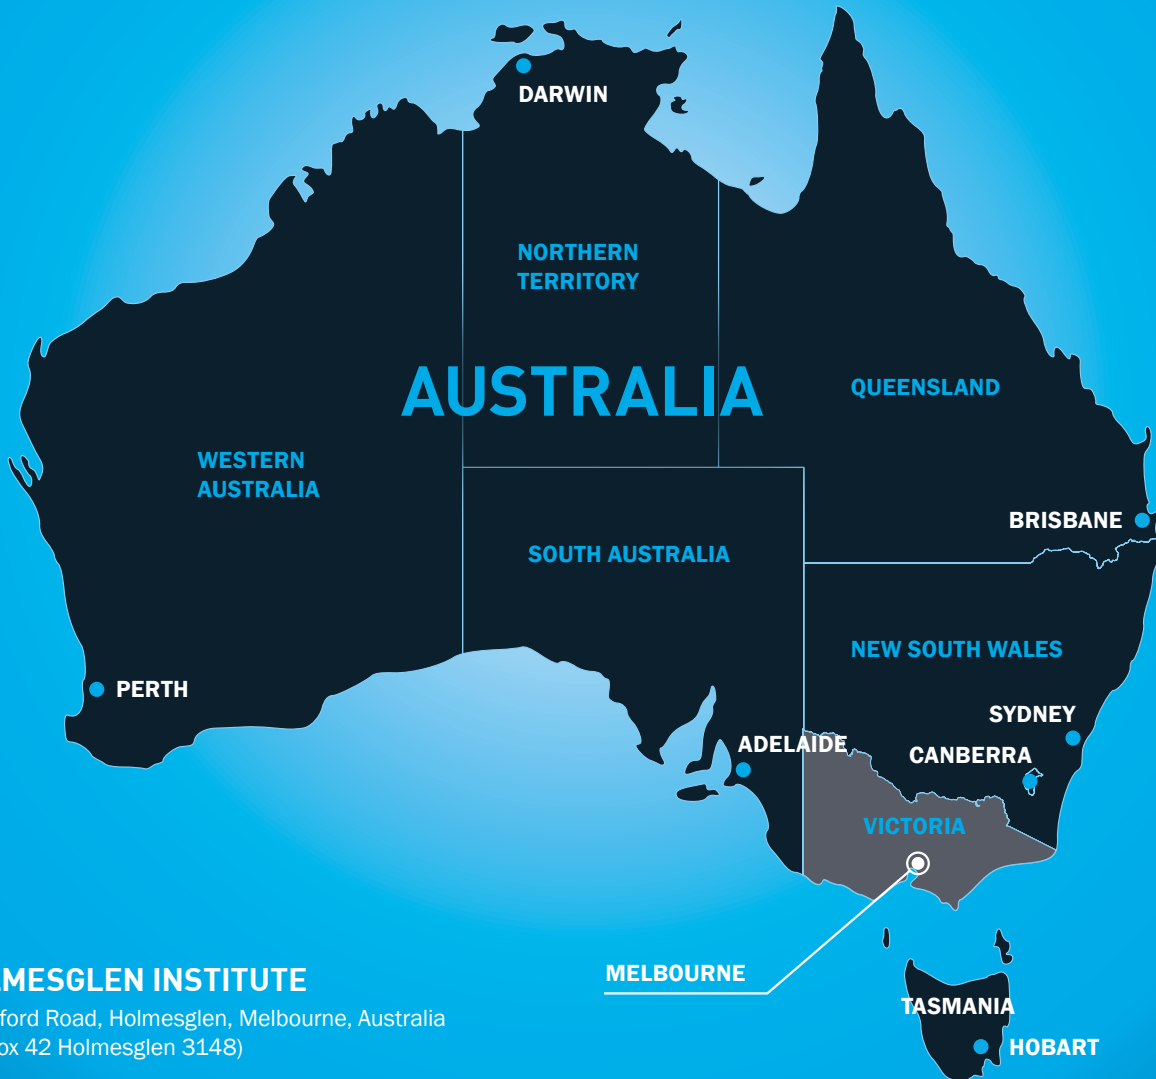 DARWIN
NORTHERN
TERRITORY
AUSTRALIA
QUEENSLAND
WESTERN
AUSTRALIA
BRISBANE
SOUTH AUSTRALIA
NEW SOUTH WALES
PERTH
SYDNEY
ADELAIDE
CANBERRA
VICTORIA
MELBOURNE
MESGLEN INSTITUTE
ford Road, Holmesglen, Melbourne, Australia
ox 42 Holmesglen 3148)
TASMANIA
HOBART